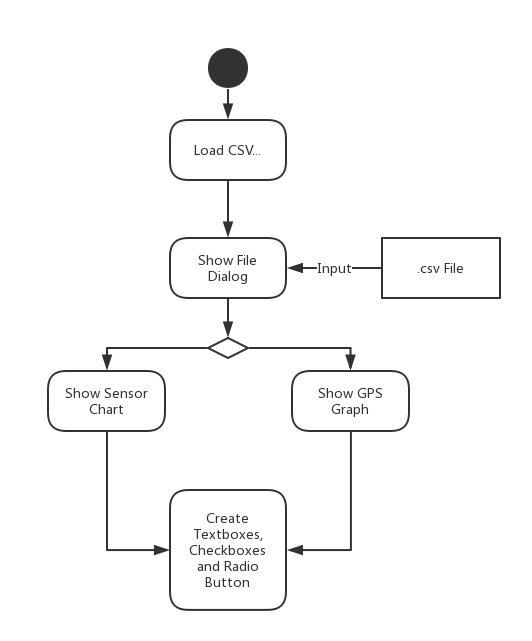 Load CSV...
Show File
Dialog
Input
.csv File
Show Sensor
Chart
Show GPS
Graph
Create
Textboxes,
Checkboxes
and Radio
Button